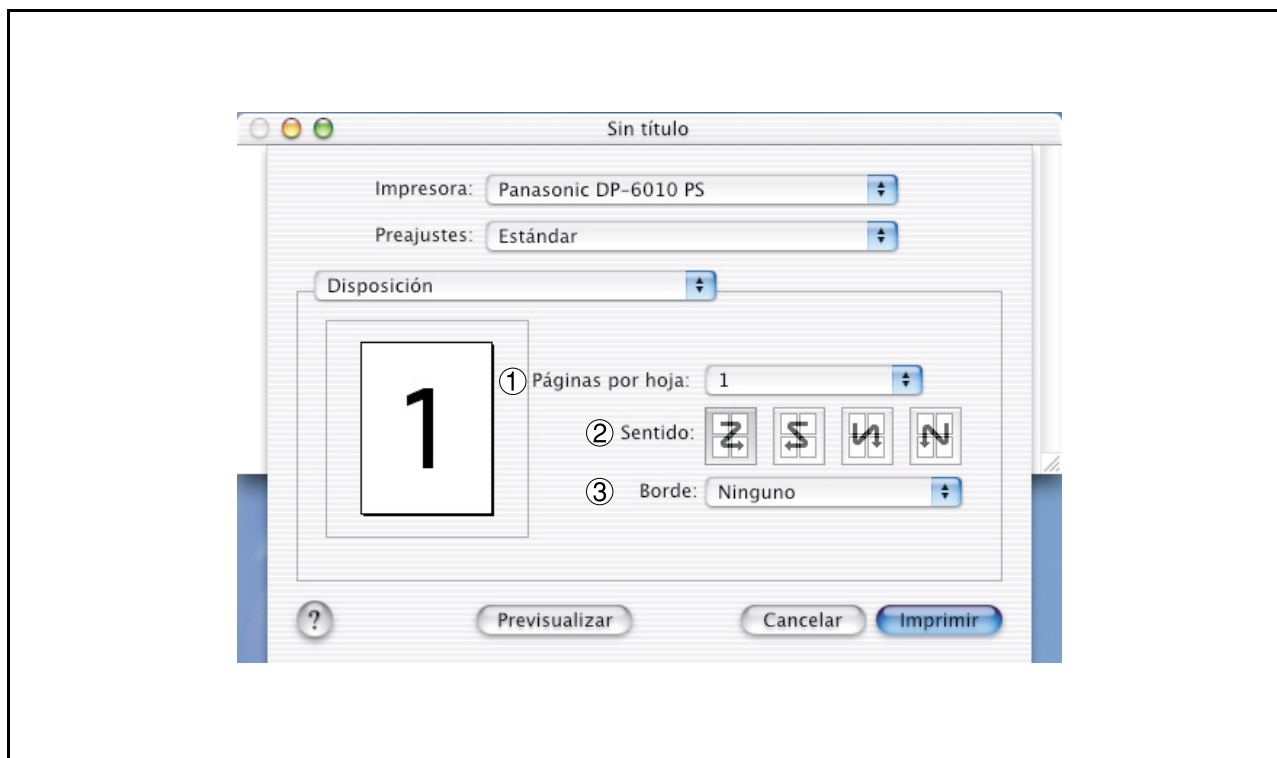 Sin título
Impresora: Panasonic DP-6010 PS
Preajustes: Estándar
Disposición
1
① Páginas por hoja: 1
② Sentido:
③ Borde: Ninguno
? Previsualizar Cancelar Imprimir